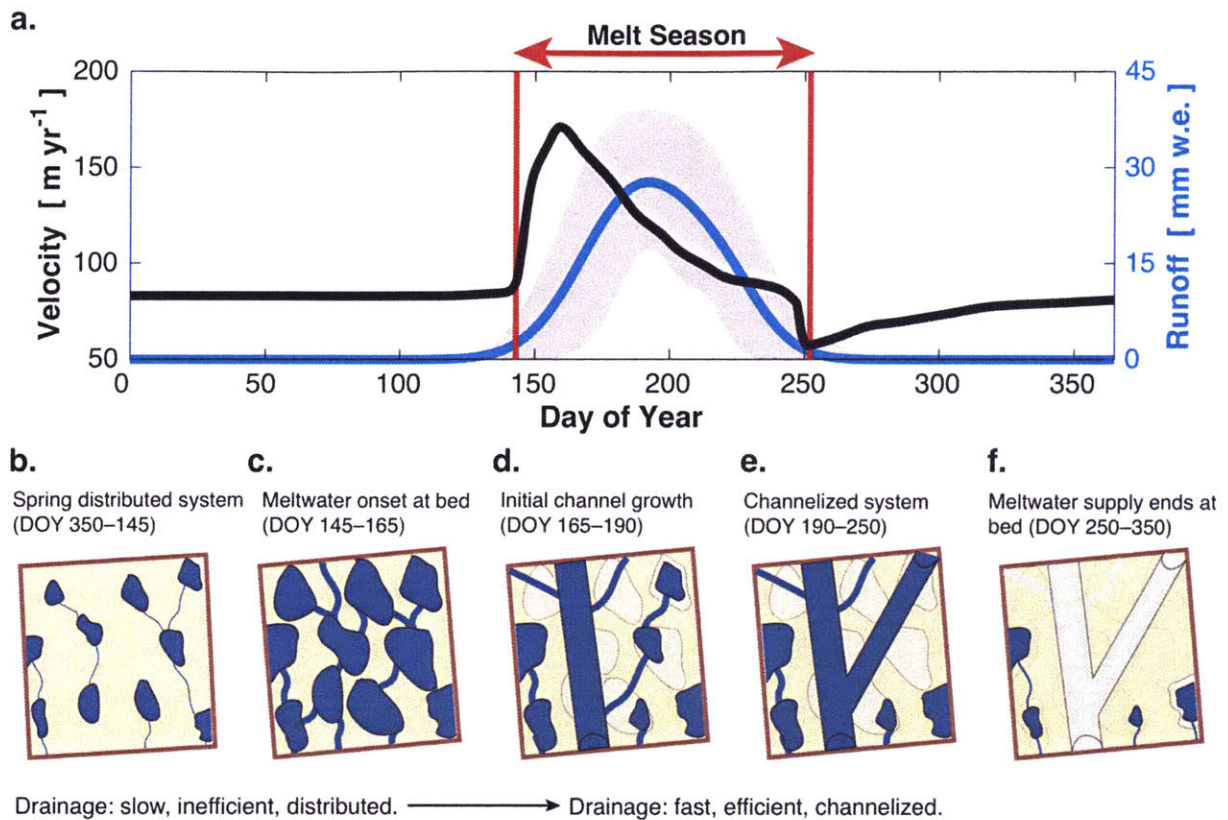 a.
Melt Season
200
150
100
50
Velocity [ m yr-1 ]
45
30
15
0
Runoff [ mm w.e. ]
0 50 100 150 200 250 300 350
Day of Year
b.
Spring distributed system
(DOY 350–145)
c.
Meltwater onset at bed
(DOY 145–165)
d.
Initial channel growth
(DOY 165–190)
e.
Channelized system
(DOY 190–250)
f.
Meltwater supply ends at
bed (DOY 250–350)
Drainage: slow, inefficient, distributed. Drainage: fast, efficient, channelized.